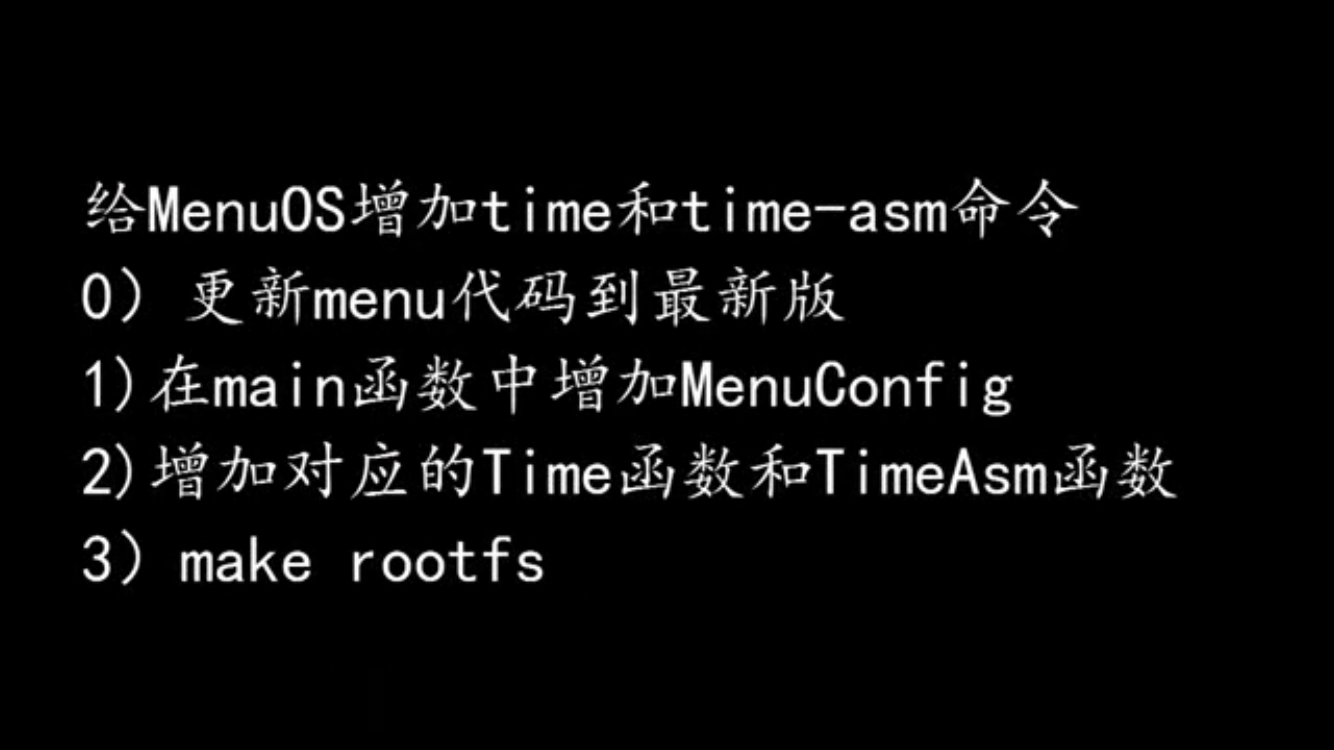 给MenuOS增加time和time-asm命令
0） 更新menu代码到最新版
1)在main函数中增加MenuConfig
2)增加对应的Time函数和TimeAsm函数
3）make rootfs